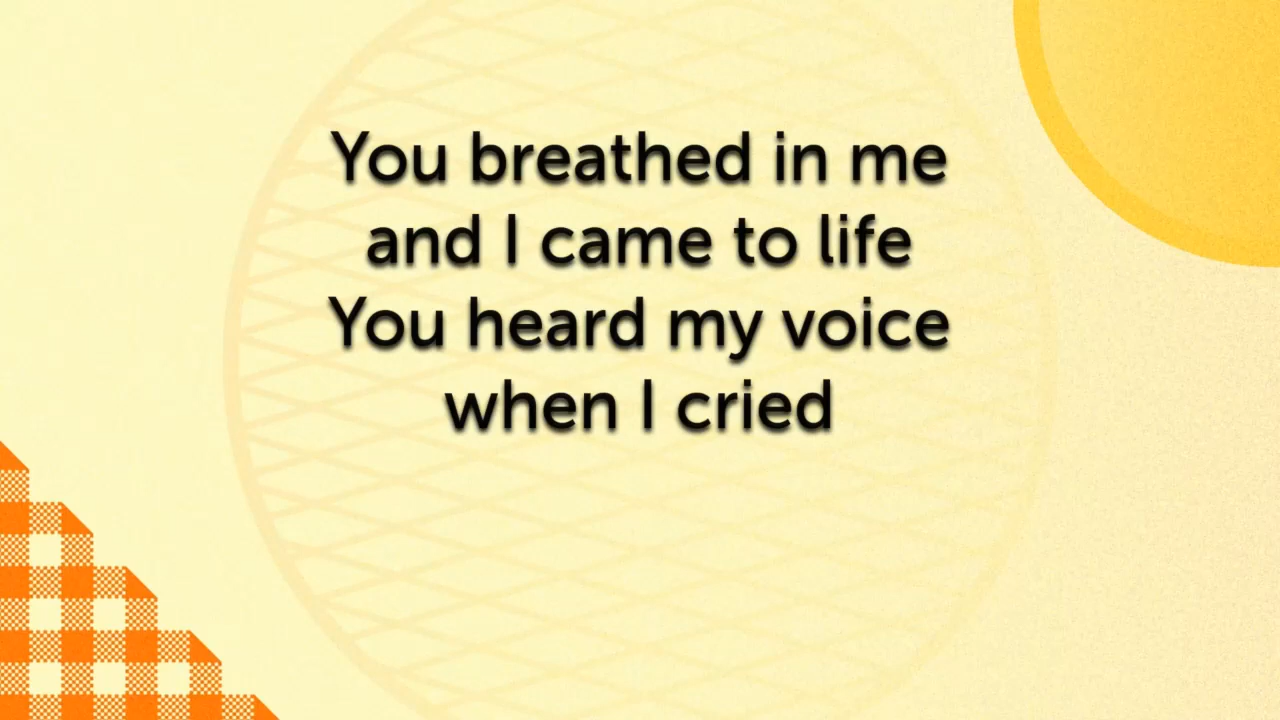 You breathed in me
and I came to life
You heard my voice
when I cried